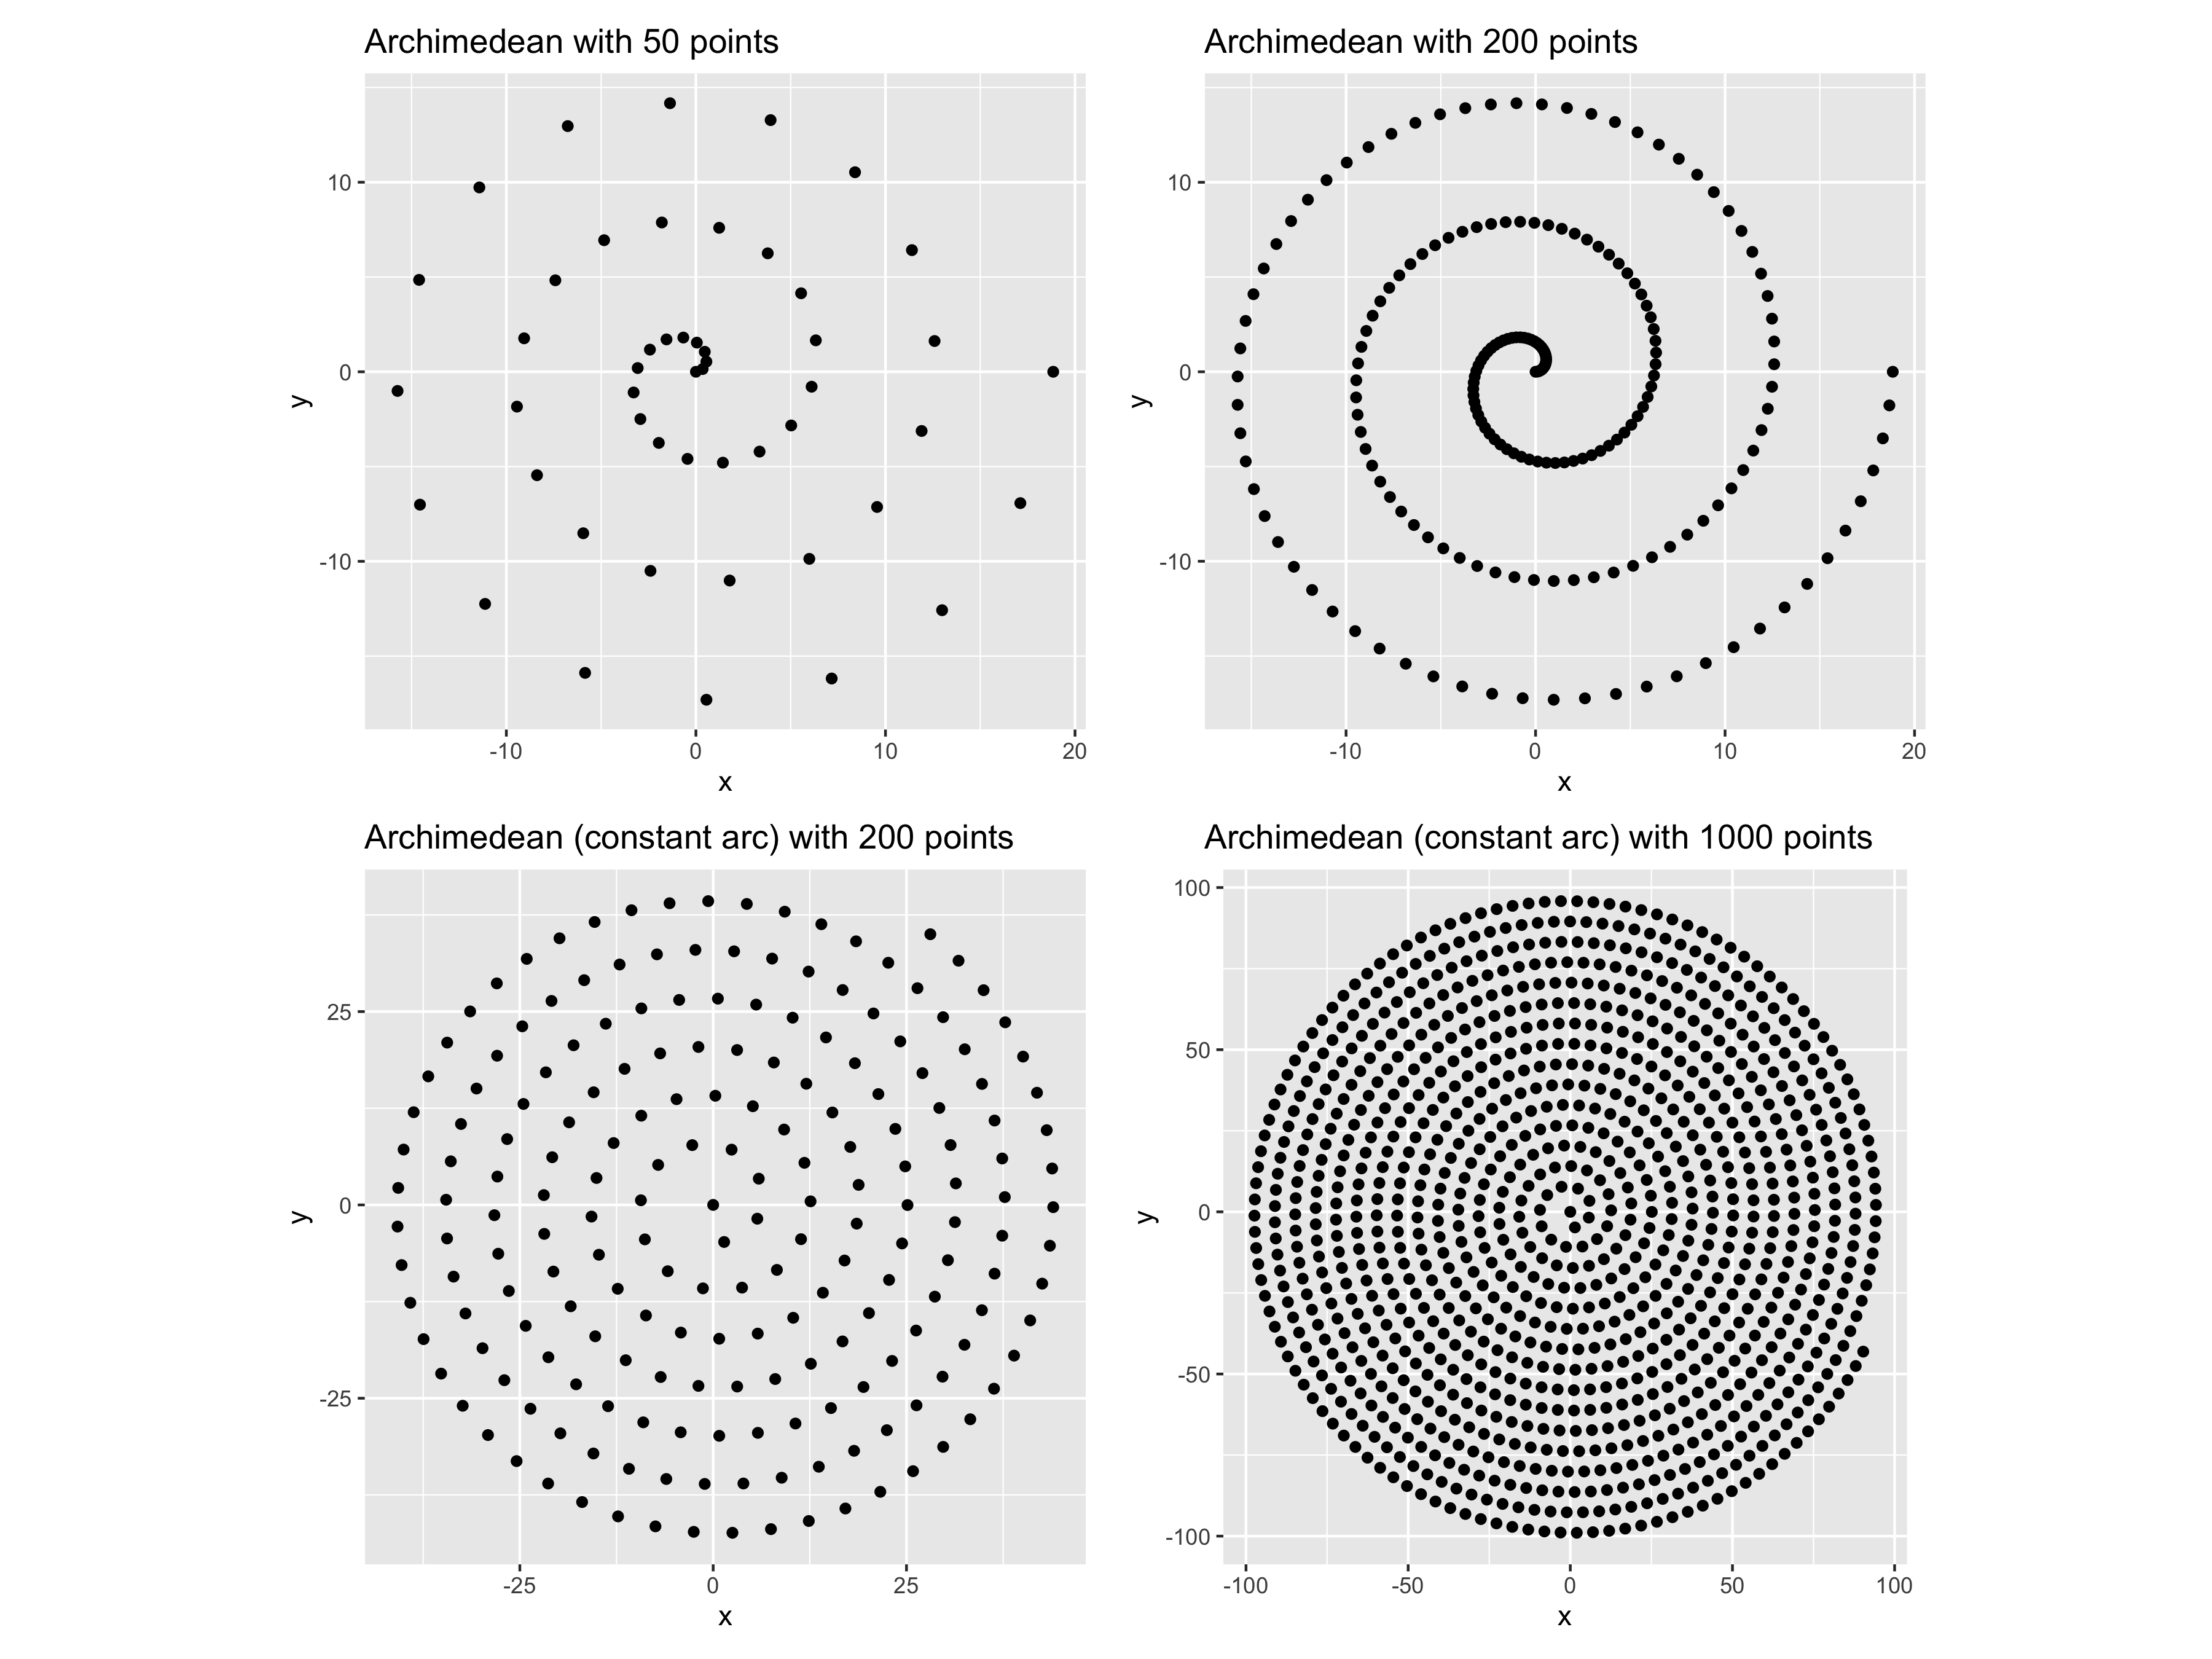 Archimedean with 50 points
10
0
-10
y
-10 0 10 20
x
Archimedean with 200 points
10
0
-10
y
-10 0 10 20
x
Archimedean (constant arc) with 200 points
25
0
-25
y
-25 0 25
x
Archimedean (constant arc) with 1000 points
100
50
0
-50
-100
y
-100 -50 0 50 100
x